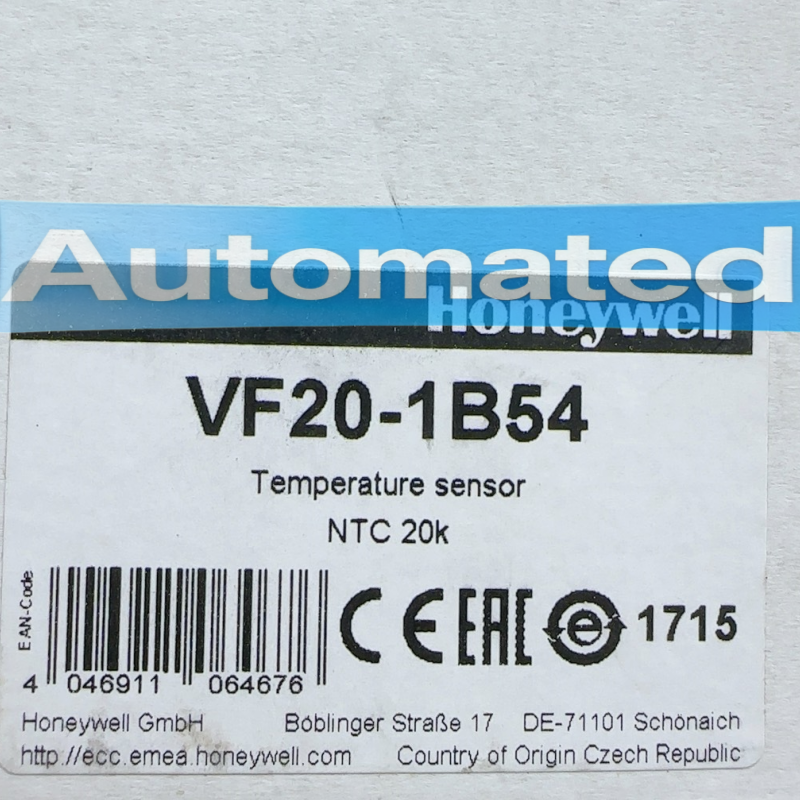 Automated
Honeywell
VF20-1B54
Temperature sensor
NTC 20k
EAN-Code
CE EAC e 1715
4 046911 064676
Honeywell GmbH Böblinger Straße 17 DE-71101 Schönaich
http://ecc.emea.honeywell.com Country of Origin Czech Republic